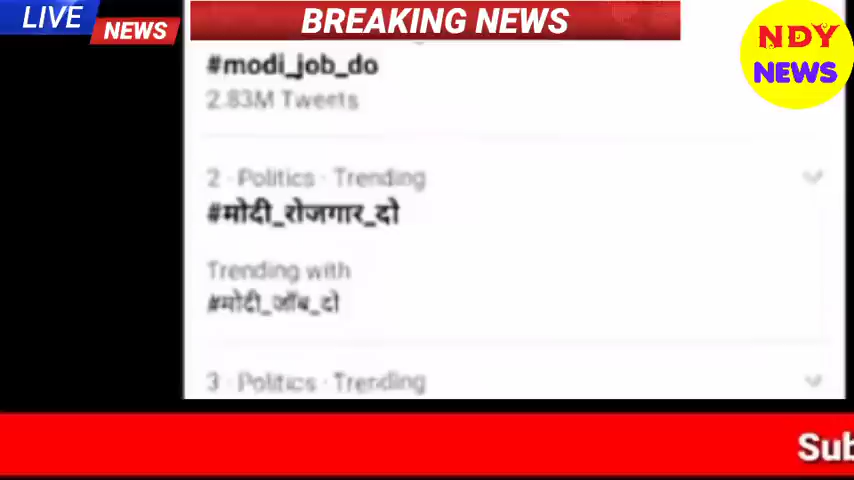 LIVE
NEWS
BREAKING NEWS
NDY
NEWS
#modi_job_do
2.83M Tweets
2 · Politics · Trending
#मोदी_रोजगार_दो
Trending with
#मोदी_जॉब_दो
3 · Politics · Trending
Sub